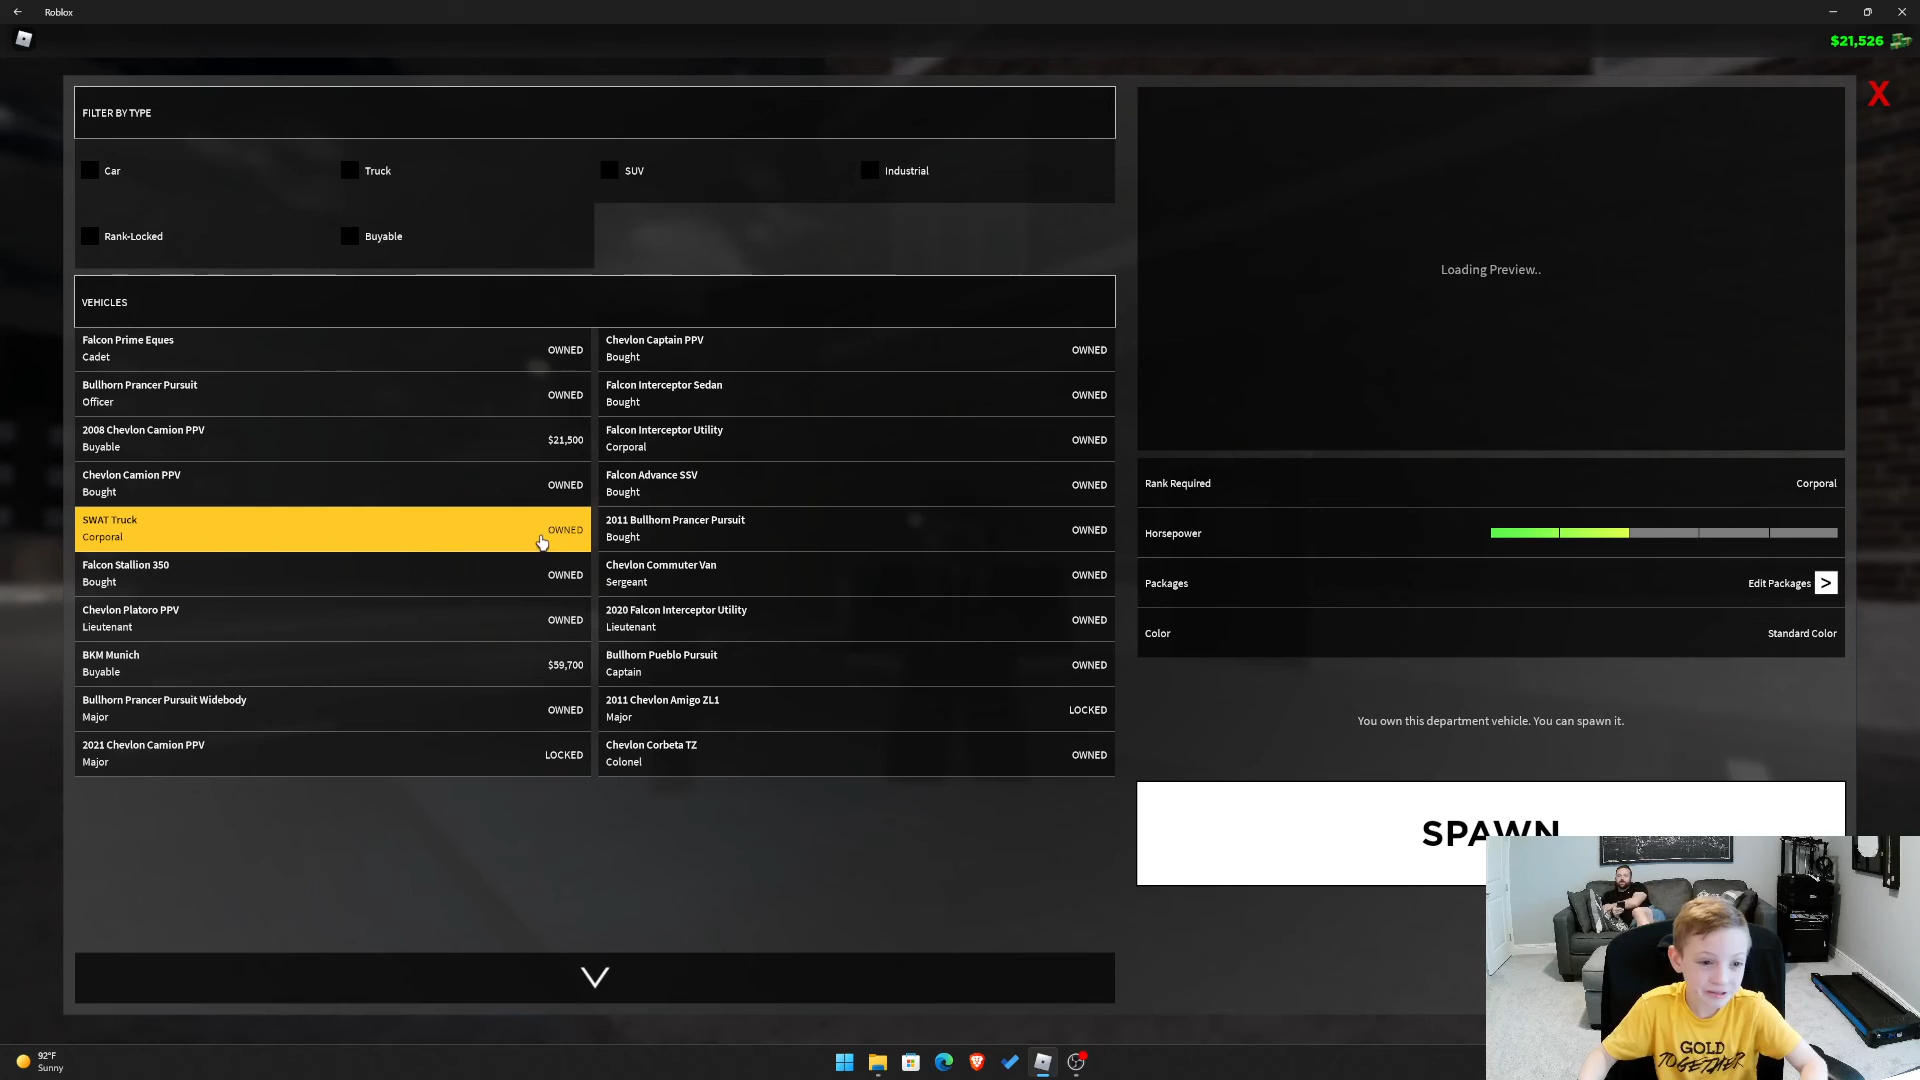 Roblox
$21,526
X
FILTER BY TYPE
Car
Truck
SUV
Industrial
Rank-Locked
Buyable
VEHICLES
Falcon Prime Eques
Cadet
OWNED
Chevlon Captain PPV
Bought
OWNED
Bullhorn Prancer Pursuit
Officer
OWNED
Falcon Interceptor Sedan
Bought
OWNED
2008 Chevlon Camion PPV
Buyable
$21,500
Falcon Interceptor Utility
Corporal
OWNED
Chevlon Camion PPV
Bought
OWNED
Falcon Advance SSV
Bought
OWNED
SWAT Truck
Corporal
OWNED
2011 Bullhorn Prancer Pursuit
Bought
OWNED
Falcon Stallion 350
Bought
OWNED
Chevlon Commuter Van
Sergeant
OWNED
Chevlon Platoro PPV
Lieutenant
OWNED
2020 Falcon Interceptor Utility
Lieutenant
OWNED
BKM Munich
Buyable
$59,700
Bullhorn Pueblo Pursuit
Captain
OWNED
Bullhorn Prancer Pursuit Widebody
Major
OWNED
2011 Chevlon Amigo ZL1
Major
LOCKED
2021 Chevlon Camion PPV
Major
LOCKED
Chevlon Corbeta TZ
Colonel
OWNED
Loading Preview..
Rank Required
Corporal
Horsepower
Packages
Edit Packages >
Color
Standard Color
You own this department vehicle. You can spawn it.
SPAWN
GOLD
TOGETHER
92°F
Sunny